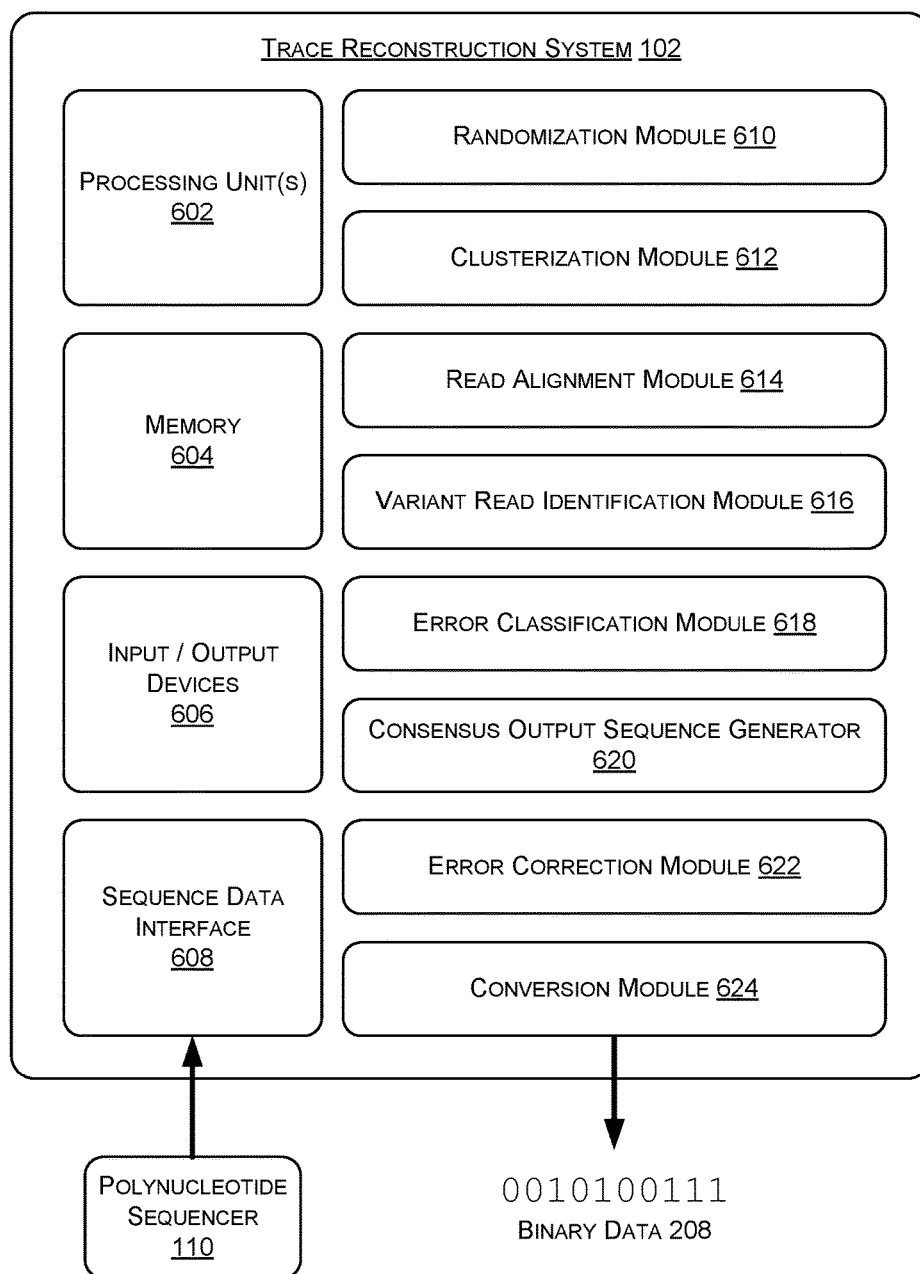 TRACE RECONSTRUCTION SYSTEM 102
PROCESSING UNIT(S)
602
RANDOMIZATION MODULE 610
CLUSTERIZATION MODULE 612
MEMORY
604
READ ALIGNMENT MODULE 614
VARIANT READ IDENTIFICATION MODULE 616
INPUT / OUTPUT
DEVICES
606
ERROR CLASSIFICATION MODULE 618
CONSENSUS OUTPUT SEQUENCE GENERATOR
620
SEQUENCE DATA
INTERFACE
608
ERROR CORRECTION MODULE 622
CONVERSION MODULE 624
POLYNUCLEOTIDE
SEQUENCER
110
0010100111
BINARY DATA 208